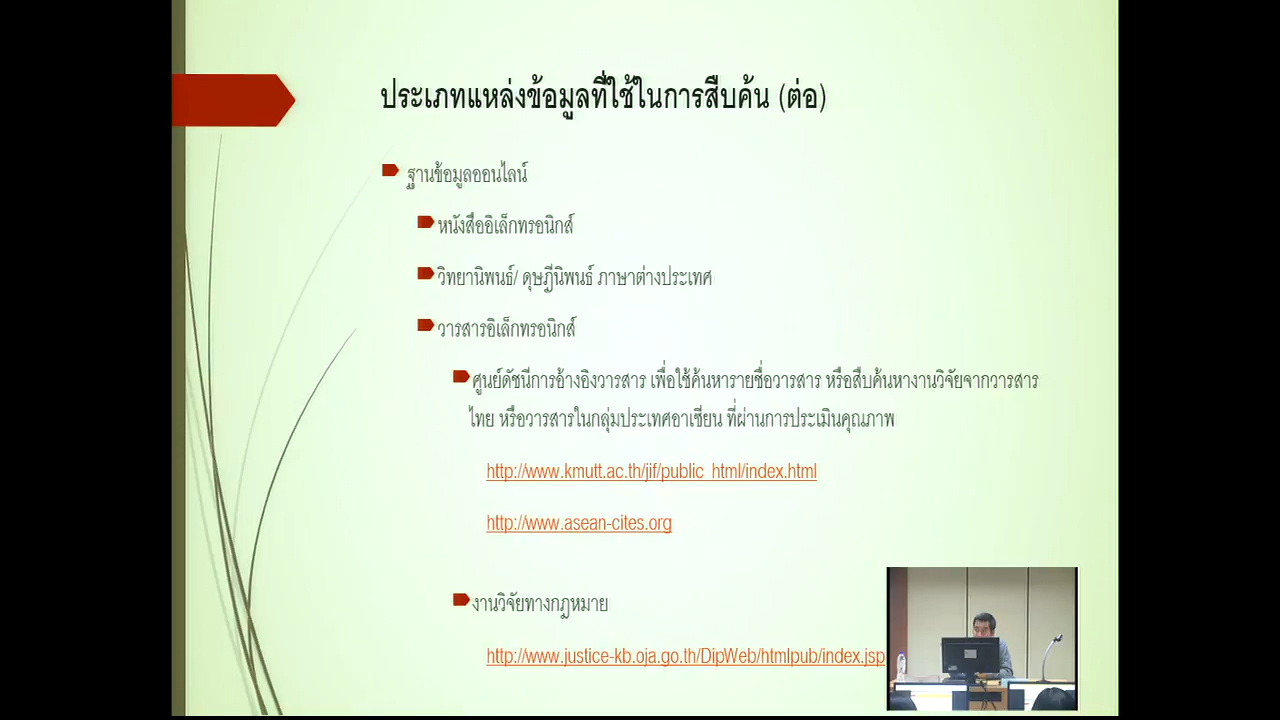 ประเภทแหล่งข้อมูลที่ใช้ในการสืบค้น (ต่อ)
ฐานข้อมูลออนไลน์
หนังสืออิเล็กทรอนิกส์
วิทยานิพนธ์/ ดุษฎีนิพนธ์ ภาษาต่างประเทศ
วารสารอิเล็กทรอนิกส์
ศูนย์ดัชนีการอ้างอิงวารสาร เพื่อใช้ค้นหารายชื่อวารสาร หรือสืบค้นหางานวิจัยจากวารสาร
ไทย หรือวารสารในกลุ่มประเทศอาเซียน ที่ผ่านการประเมินคุณภาพ
http://www.kmutt.ac.th/jif/public_html/index.html
http://www.asean-cites.org
งานวิจัยทางกฎหมาย
http://www.justice-kb.oja.go.th/DipWeb/htmlpub/index.jsp